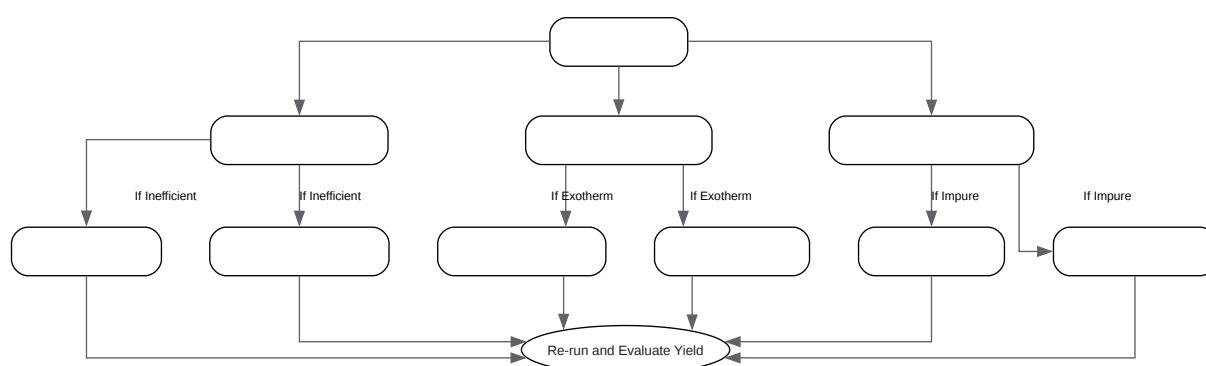 If Inefficient
If Inefficient
If Exotherm
If Exotherm
If Impure
If Impure
Re-run and Evaluate Yield